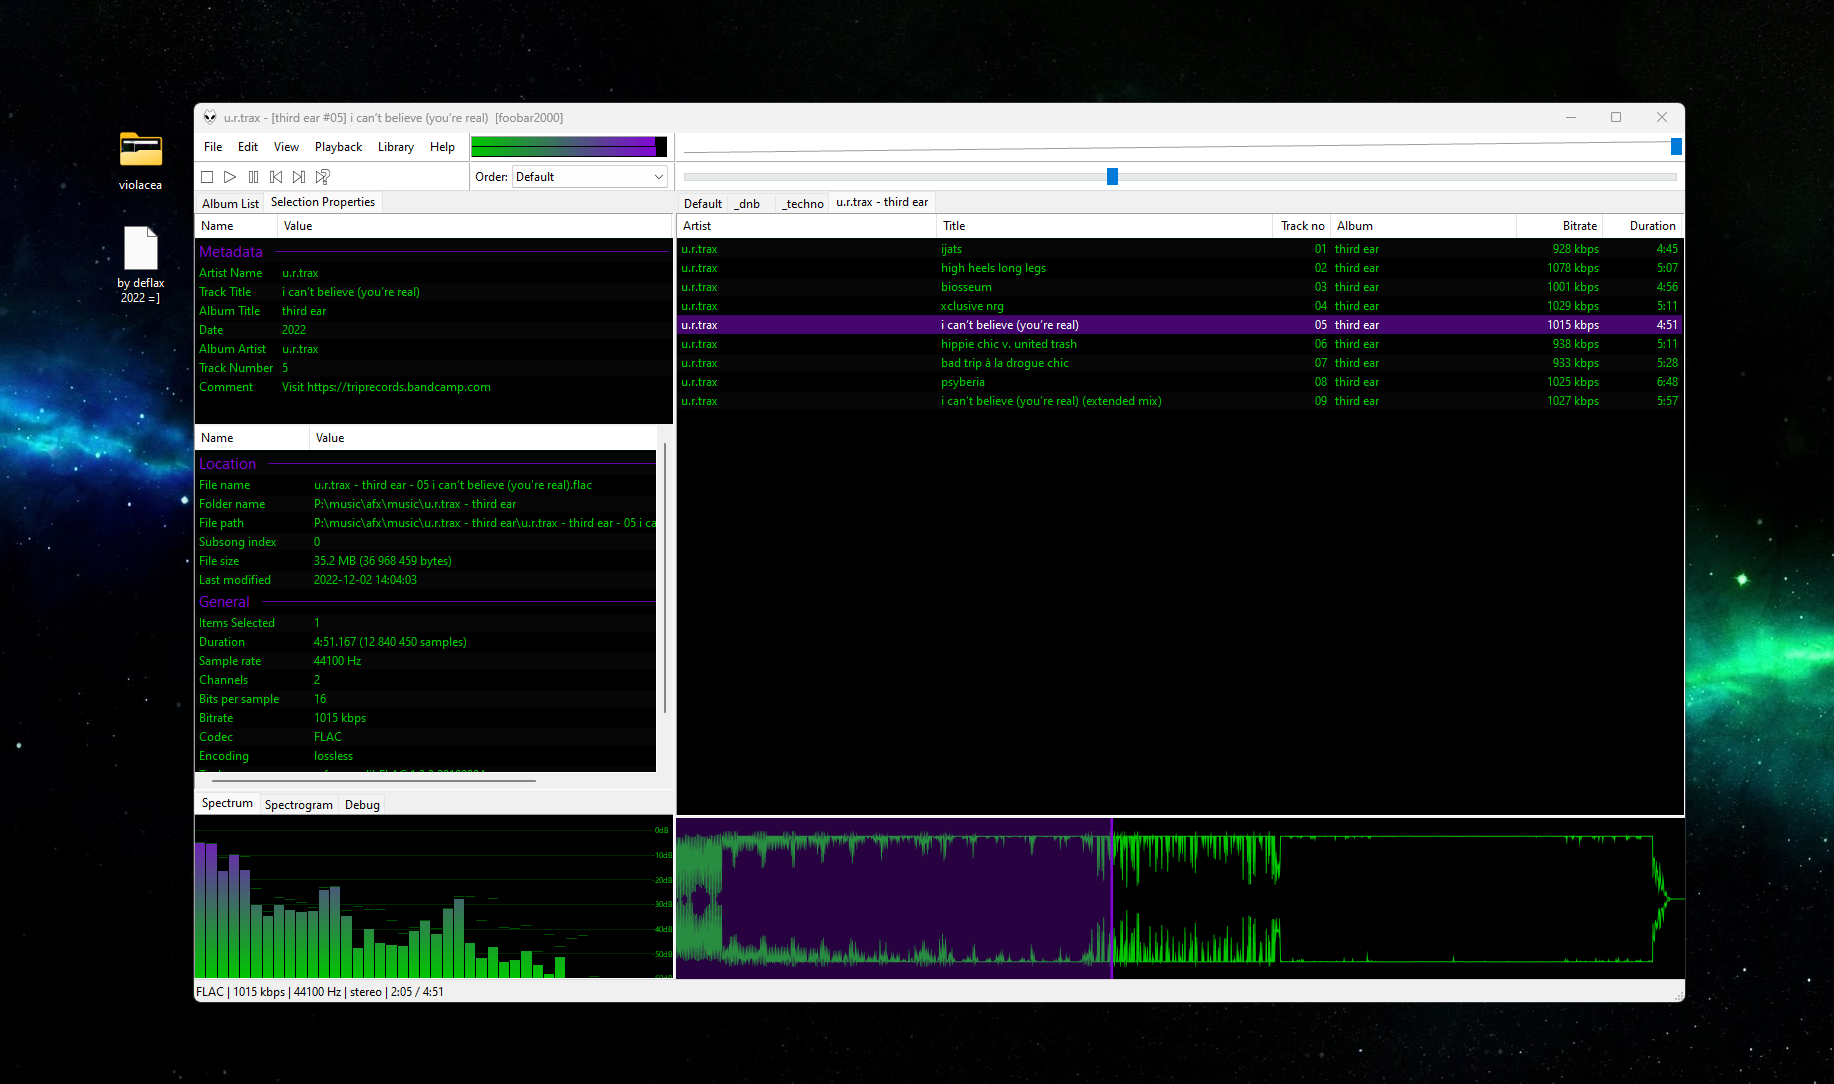 violacea
by deflax
2022 =]
u.r.trax - [third ear #05] i can't believe (you're real)  [foobar2000]
File Edit View Playback Library Help
Order: Default
Album List Selection Properties
Name Value
Metadata
Artist Name u.r.trax
Track Title i can't believe (you're real)
Album Title third ear
Date 2022
Album Artist u.r.trax
Track Number 5
Comment Visit https://triprecords.bandcamp.com
Name Value
Location
File name u.r.trax - third ear - 05 i can't believe (you're real).flac
Folder name P:\music\afx\music\u.r.trax - third ear
File path P:\music\afx\music\u.r.trax - third ear\u.r.trax - third ear - 05 i ca
Subsong index 0
File size 35.2 MB (36 968 459 bytes)
Last modified 2022-12-02 14:04:03
General
Items Selected 1
Duration 4:51.167 (12 840 450 samples)
Sample rate 44100 Hz
Channels 2
Bits per sample 16
Bitrate 1015 kbps
Codec FLAC
Encoding lossless
Spectrum Spectrogram Debug
0dB
-10dB
-20dB
-30dB
-40dB
-50dB
Default _dnb _techno u.r.trax - third ear
Artist Title Track no Album Bitrate Duration
u.r.trax ijats 01 third ear 928 kbps 4:45
u.r.trax high heels long legs 02 third ear 1078 kbps 5:07
u.r.trax biosseum 03 third ear 1001 kbps 4:56
u.r.trax xclusive nrg 04 third ear 1029 kbps 5:11
u.r.trax i can't believe (you're real) 05 third ear 1015 kbps 4:51
u.r.trax hippie chic v. united trash 06 third ear 938 kbps 5:11
u.r.trax bad trip à la drogue chic 07 third ear 933 kbps 5:28
u.r.trax psyberia 08 third ear 1025 kbps 6:48
u.r.trax i can't believe (you're real) (extended mix) 09 third ear 1027 kbps 5:57
FLAC | 1015 kbps | 44100 Hz | stereo | 2:05 / 4:51